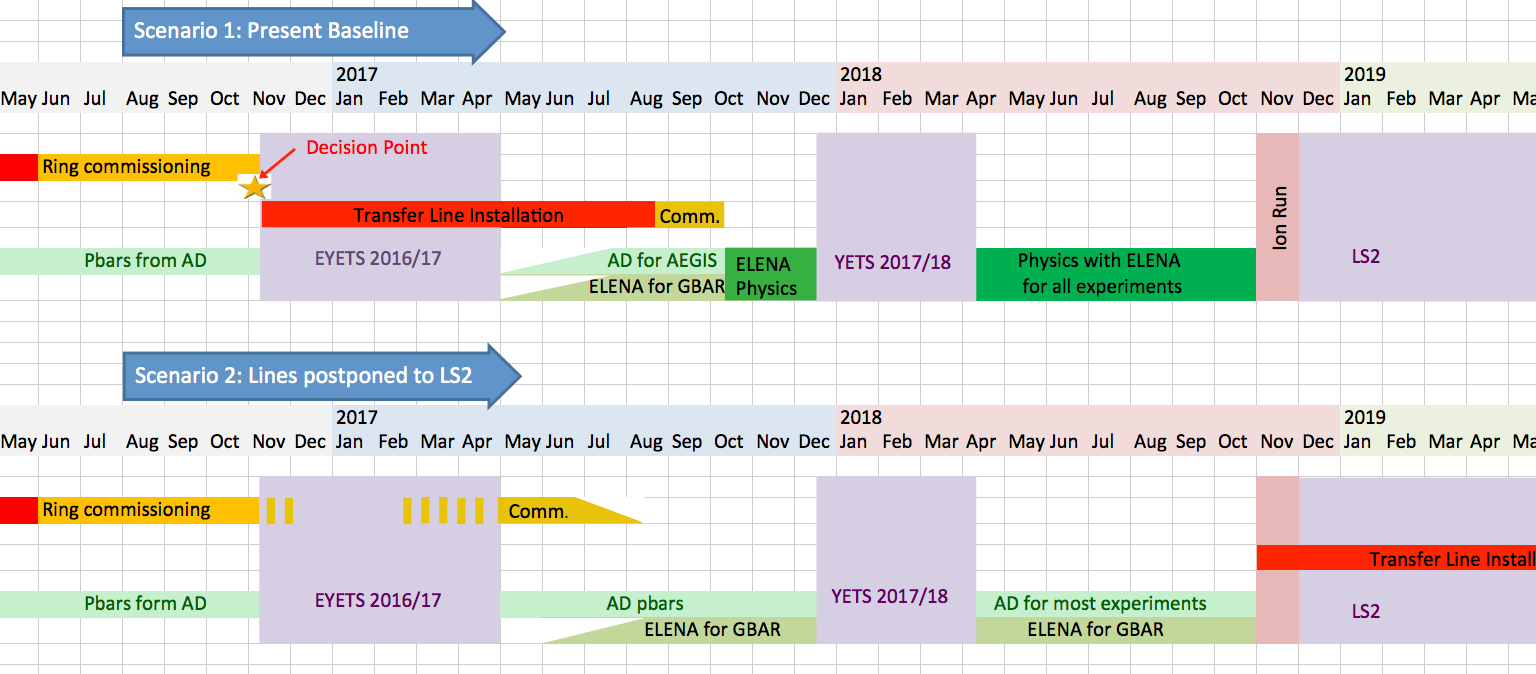 Scenario 1: Present Baseline
2017 2018 2019
May Jun Jul Aug Sep Oct Nov Dec Jan Feb Mar Apr May Jun Jul Aug Sep Oct Nov Dec Jan Feb Mar Apr May Jun Jul Aug Sep Oct Nov Dec Jan Feb Mar Apr
Decision Point
Ring commissioning
Transfer Line Installation Comm.
Ion Run
Pbars from AD EYETS 2016/17 AD for AEGIS
ELENA for GBAR
ELENA
Physics
YETS 2017/18
Physics with ELENA
for all experiments
LS2
Scenario 2: Lines postponed to LS2
2017 2018 2019
May Jun Jul Aug Sep Oct Nov Dec Jan Feb Mar Apr May Jun Jul Aug Sep Oct Nov Dec Jan Feb Mar Apr May Jun Jul Aug Sep Oct Nov Dec Jan Feb Mar Apr
Ring commissioning Comm.
Transfer Line
Pbars form AD EYETS 2016/17 AD pbars
ELENA for GBAR
YETS 2017/18
AD for most experiments
ELENA for GBAR
LS2